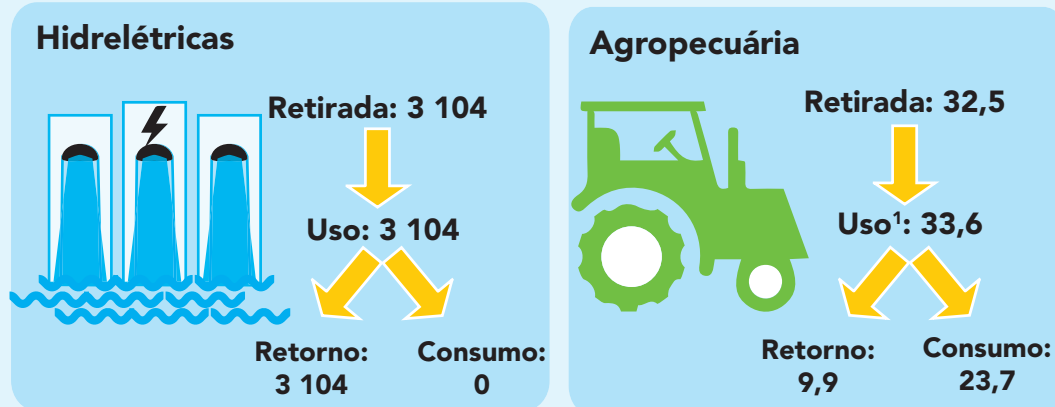 Hidrelétricas
Retirada: 3 104
Uso: 3 104
Retorno:
3 104
Consumo:
0
Agropecuária
Retirada: 32,5
Uso¹: 33,6
Retorno:
9,9
Consumo:
23,7